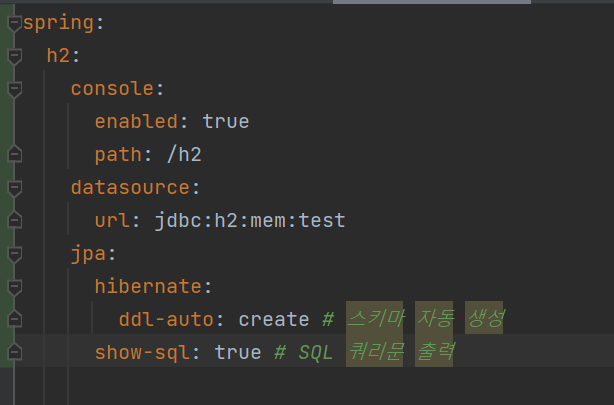 spring:
  h2:
    console:
      enabled: true
      path: /h2
    datasource:
      url: jdbc:h2:mem:test
    jpa:
      hibernate:
        ddl-auto: create # 스키마 자동 생성
      show-sql: true # SQL 쿼리문 출력